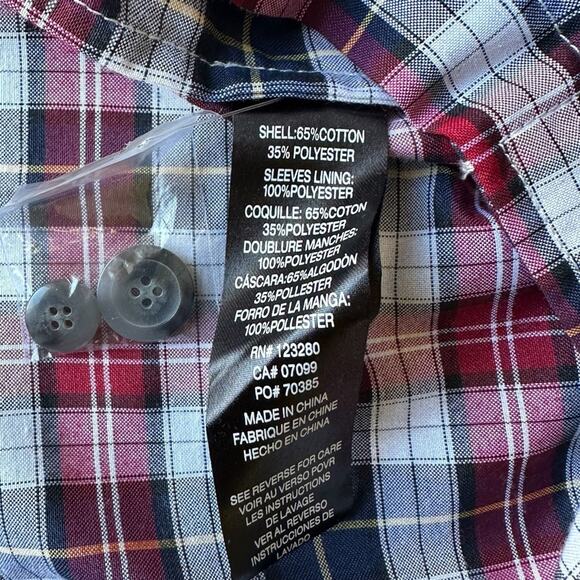 SHELL:65%COTTON
35% POLYESTER
SLEEVES LINING:
100%POLYESTER
COQUILLE: 65%COTON
35%POLYESTER
DOUBLURE MANCHES:
100%POLYESTER
CÁSCARA:65%ALGODÒN
35%POLLESTER
FORRO DE LA MANGA:
100%POLLESTER
RN# 123280
CA# 07099
PO# 70385
MADE IN CHINA
FABRIQUE EN CHINE
HECHO EN CHINA
SEE REVERSE FOR CARE
VOIR AU VERSO POVR
LES INSTRUCTIONS
DE LAVAGE
VER AL REVERSO
INSTRUCCIONES DE
LAVADO